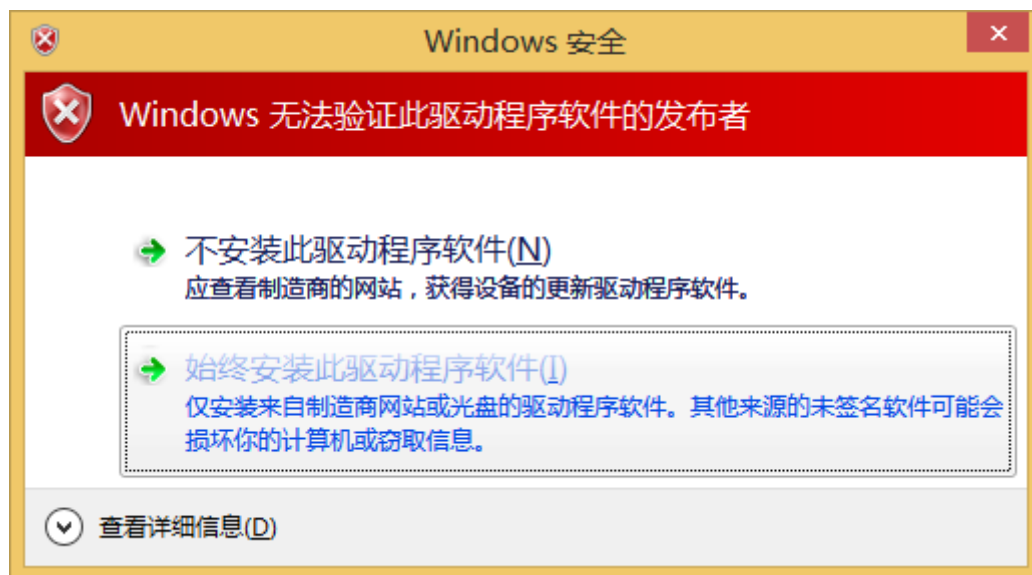 Windows 安全
Windows 无法验证此驱动程序软件的发布者
不安装此驱动程序软件(N)
应查看制造商的网站，获得设备的更新驱动程序软件。
始终安装此驱动程序软件(I)
仅安装来自制造商网站或光盘的驱动程序软件。其他来源的未签名软件可能会
损坏你的计算机或窃取信息。
查看详细信息(D)